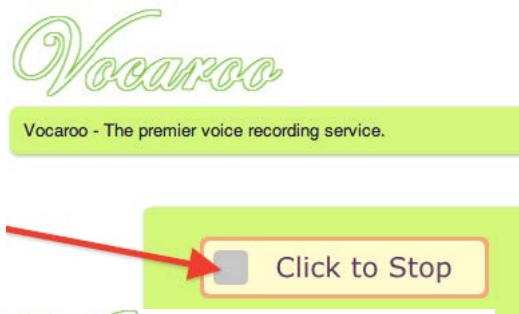 Vocaroo
Vocaroo - The premier voice recording service.
Click to Stop